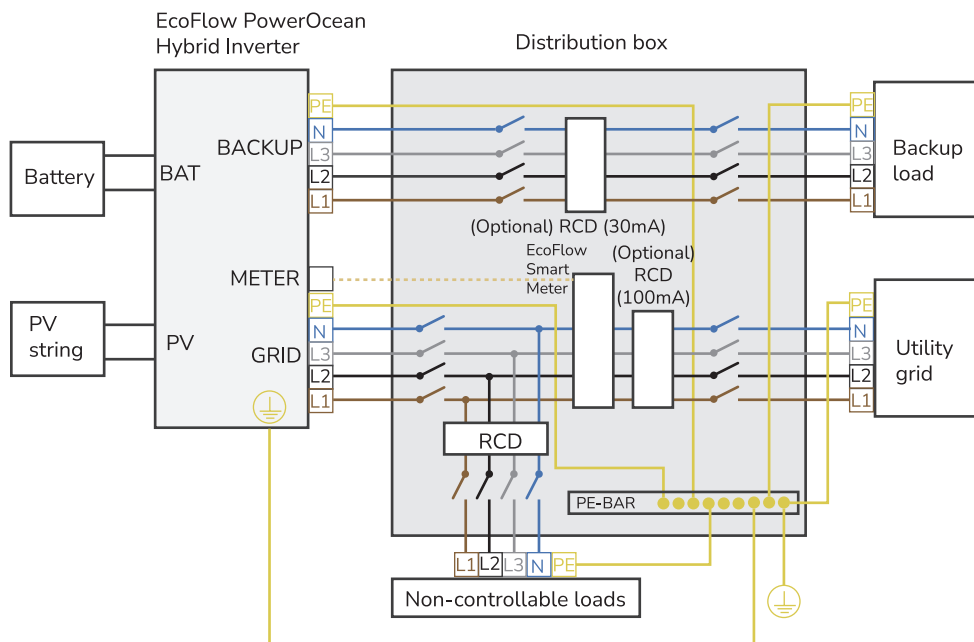 EcoFlow PowerOcean
Hybrid Inverter
Distribution box
PE
N
L3
L2
L1
BACKUP
BAT
Battery
PE
N
L3
L2
L1
Backup
load
(Optional) RCD (30mA)
EcoFlow
Smart
Meter
(Optional)
RCD
(100mA)
METER
PE
N
L3
L2
L1
GRID
PV
PV
string
PE
N
L3
L2
L1
Utility
grid
RCD
PE-BAR
L1
L2
L3
N
PE
Non-controllable loads